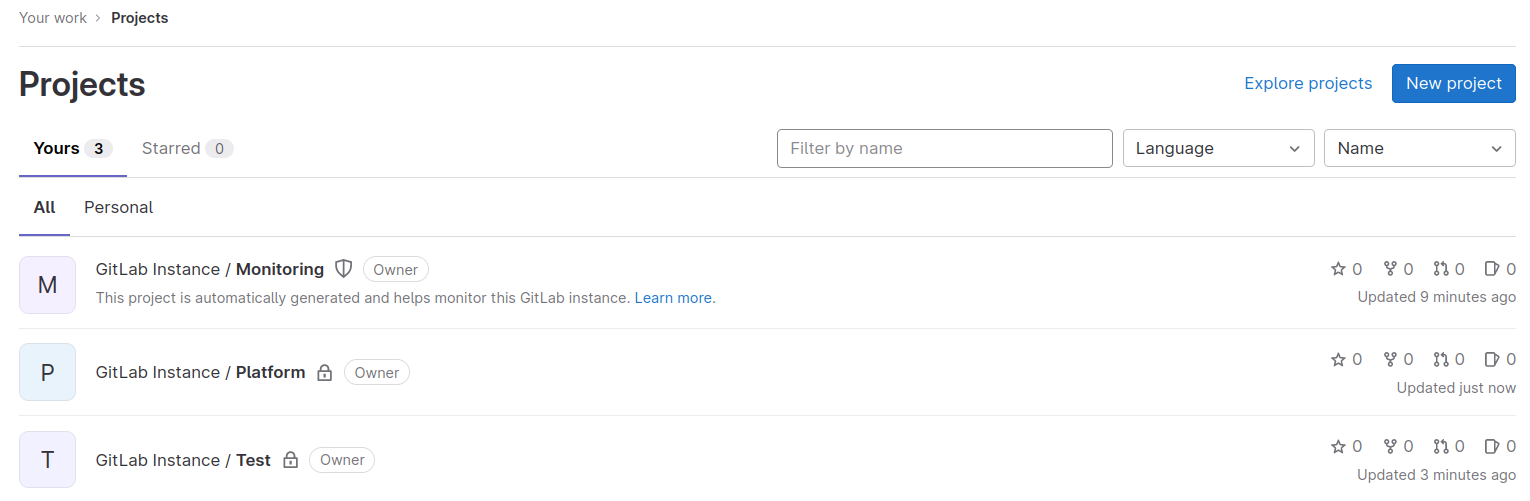 Your work › Projects
Projects
Explore projects
New project
Yours 3
Starred 0
Filter by name
Language
Name
All
Personal
M
GitLab Instance / Monitoring
Owner
0 0 0 0
This project is automatically generated and helps monitor this GitLab instance. Learn more.
Updated 9 minutes ago
P
GitLab Instance / Platform
Owner
0 0 0 0
Updated just now
T
GitLab Instance / Test
Owner
0 0 0 0
Updated 3 minutes ago